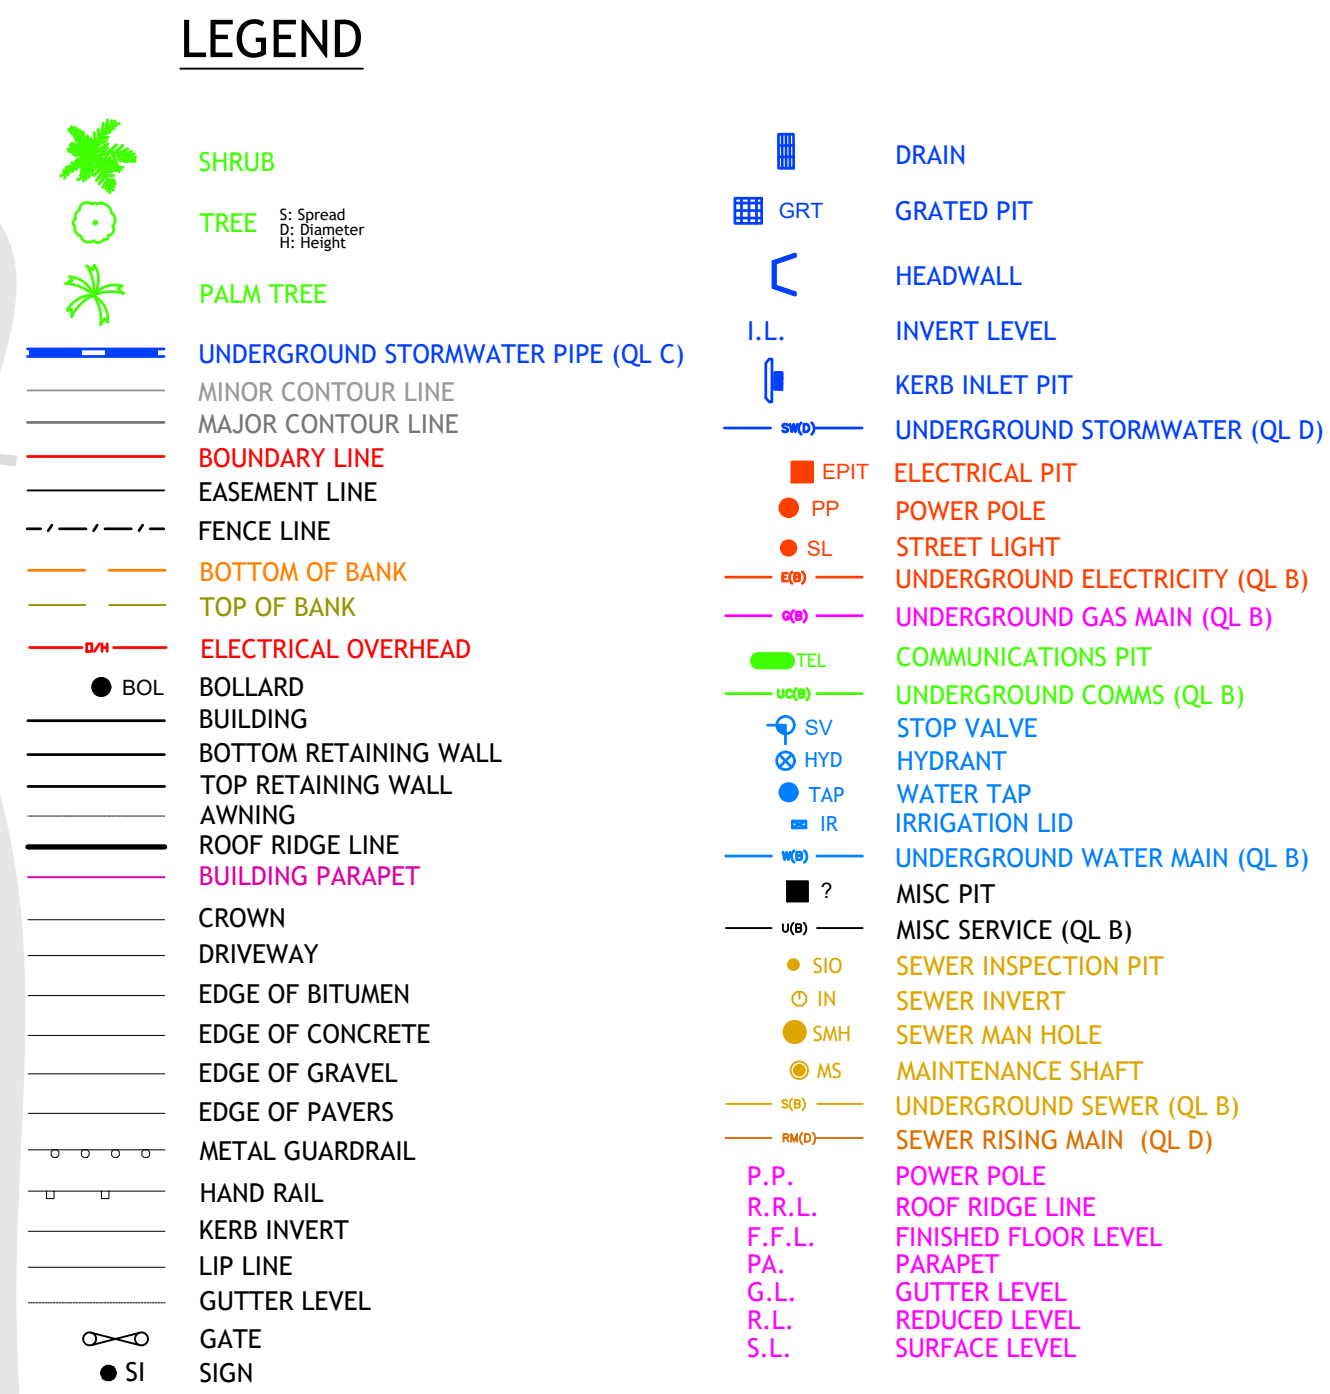 LEGEND
SHRUB
TREE
S: Spread
D: Diameter
H: Height
PALM TREE
UNDERGROUND STORMWATER PIPE (QL C)
MINOR CONTOUR LINE
MAJOR CONTOUR LINE
BOUNDARY LINE
EASEMENT LINE
FENCE LINE
BOTTOM OF BANK
TOP OF BANK
O/H ELECTRICAL OVERHEAD
BOL BOLLARD
BUILDING
BOTTOM RETAINING WALL
TOP RETAINING WALL
AWNING
ROOF RIDGE LINE
BUILDING PARAPET
CROWN
DRIVEWAY
EDGE OF BITUMEN
EDGE OF CONCRETE
EDGE OF GRAVEL
EDGE OF PAVERS
METAL GUARDRAIL
HAND RAIL
KERB INVERT
LIP LINE
GUTTER LEVEL
GATE
SI SIGN
DRAIN
GRT GRATED PIT
HEADWALL
I.L. INVERT LEVEL
KERB INLET PIT
SW(D) UNDERGROUND STORMWATER (QL D)
EPIT ELECTRICAL PIT
PP POWER POLE
SL STREET LIGHT
E(B) UNDERGROUND ELECTRICITY (QL B)
G(B) UNDERGROUND GAS MAIN (QL B)
TEL COMMUNICATIONS PIT
UC(B) UNDERGROUND COMMS (QL B)
SV STOP VALVE
HYD HYDRANT
TAP WATER TAP
IR IRRIGATION LID
W(B) UNDERGROUND WATER MAIN (QL B)
? MISC PIT
U(B) MISC SERVICE (QL B)
SIO SEWER INSPECTION PIT
IN SEWER INVERT
SMH SEWER MAN HOLE
MS MAINTENANCE SHAFT
S(B) UNDERGROUND SEWER (QL B)
RM(D) SEWER RISING MAIN (QL D)
P.P. POWER POLE
R.R.L. ROOF RIDGE LINE
F.F.L. FINISHED FLOOR LEVEL
PA. PARAPET
G.L. GUTTER LEVEL
R.L. REDUCED LEVEL
S.L. SURFACE LEVEL